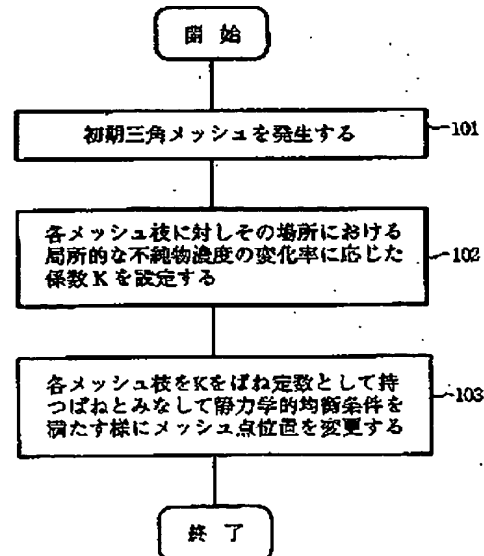 開 始
初期三角メッシュを発生する
101
各メッシュ枝に対しその場所における
局所的な不純物濃度の変化率に応じた
係数Kを設定する
102
各メッシュ枝をKをばね定数として持
つばねとみなして静力学的均衡条件を
満たす様にメッシュ点位置を変更する
103
終 了